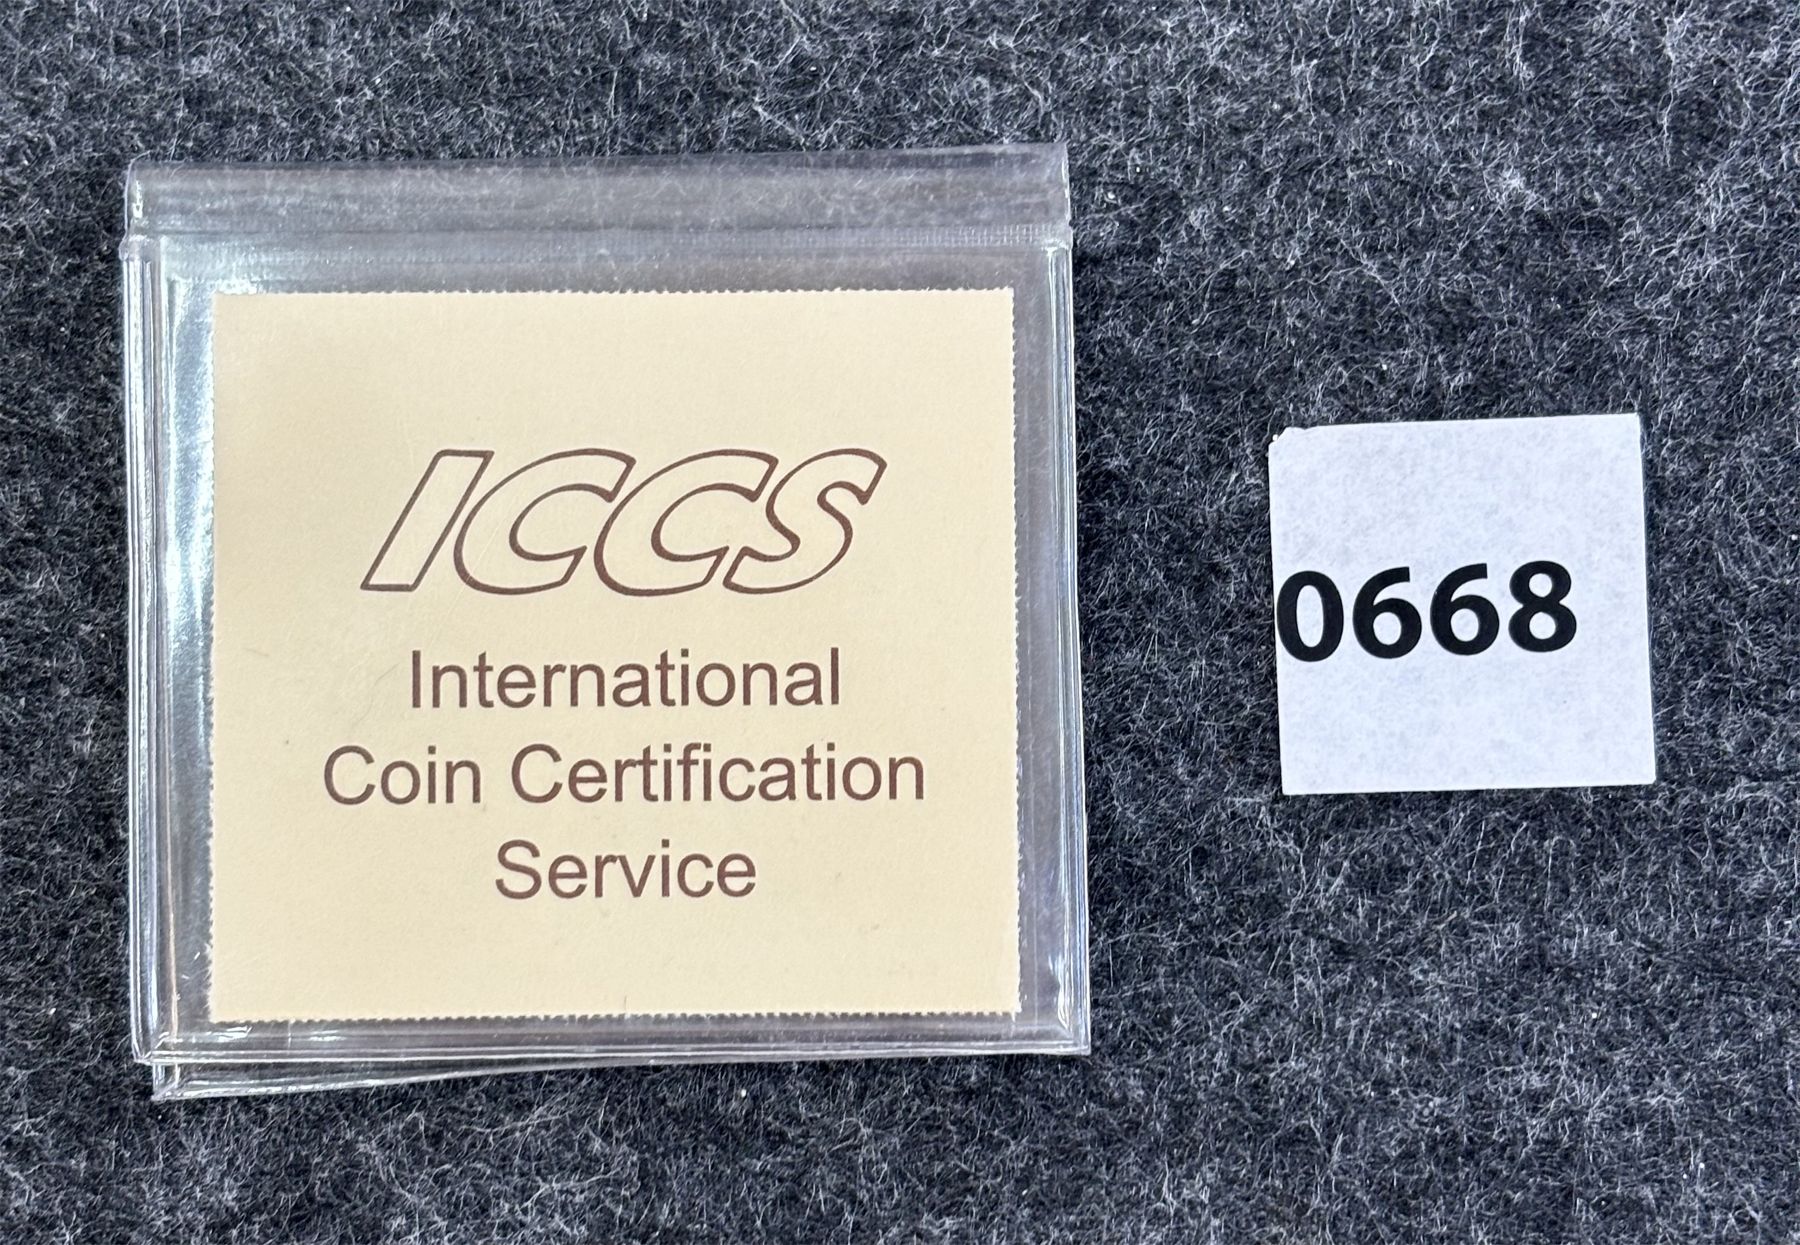 ICCS
International
Coin Certification
Service
0668